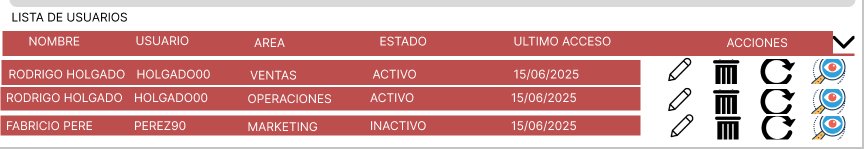 LISTA DE USUARIOS
NOMBRE USUARIO AREA ESTADO ULTIMO ACCESO ACCIONES
RODRIGO HOLGADO HOLGADO00 VENTAS ACTIVO 15/06/2025
RODRIGO HOLGADO HOLGADO00 OPERACIONES ACTIVO 15/06/2025
FABRICIO PERE PEREZ90 MARKETING INACTIVO 15/06/2025